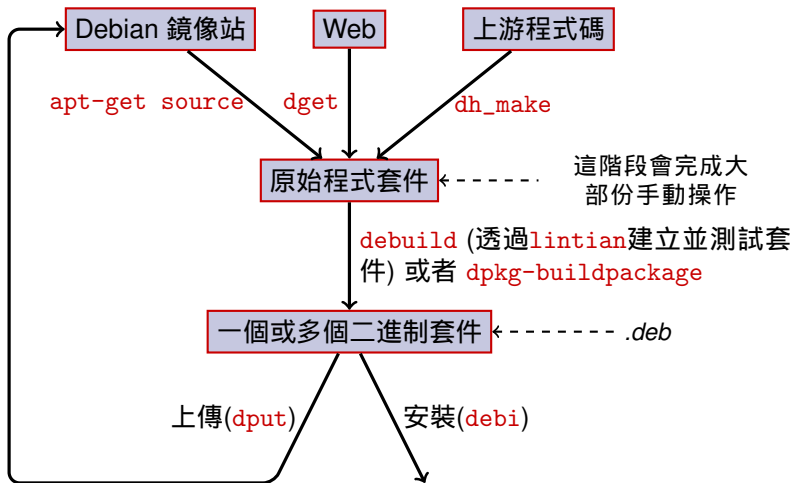 Debian 鏡像站
Web
上游程式碼
apt-get source
dget
dh_make
原始程式套件
這階段會完成大
部份手動操作
debuild (透過lintian建立並測試套
件) 或者 dpkg-buildpackage
一個或多個二進制套件
.deb
上傳(dput)
安裝(debi)